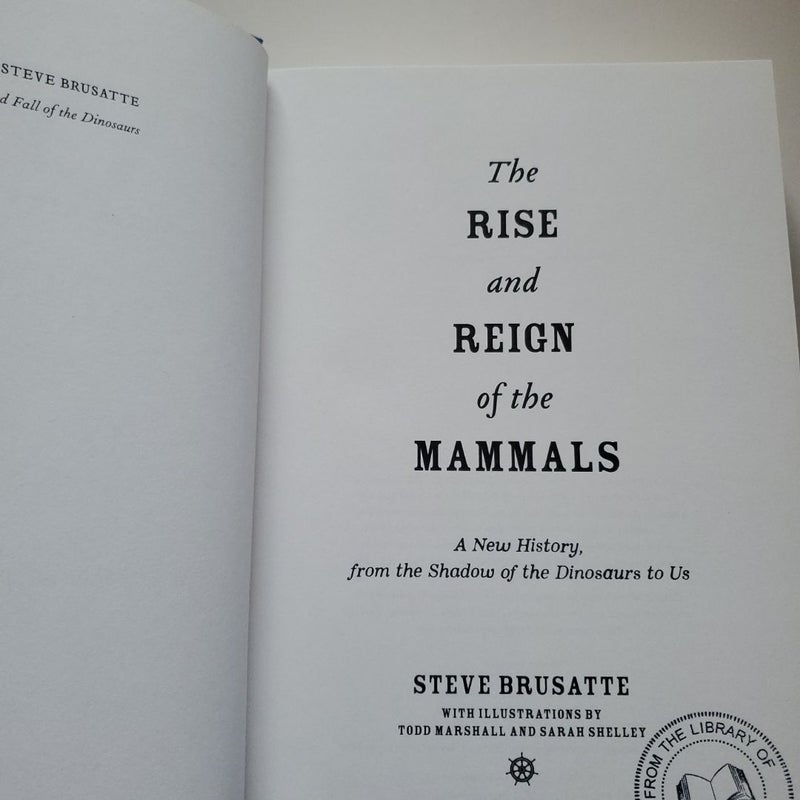 STEVE BRUSATTE
d Fall of the Dinosaurs
The
RISE
and
REIGN
of the
MAMMALS
A New History,
from the Shadow of the Dinosaurs to Us
STEVE BRUSATTE
WITH ILLUSTRATIONS BY
TODD MARSHALL AND SARAH SHELLEY
FROM THE LIBRARY OF